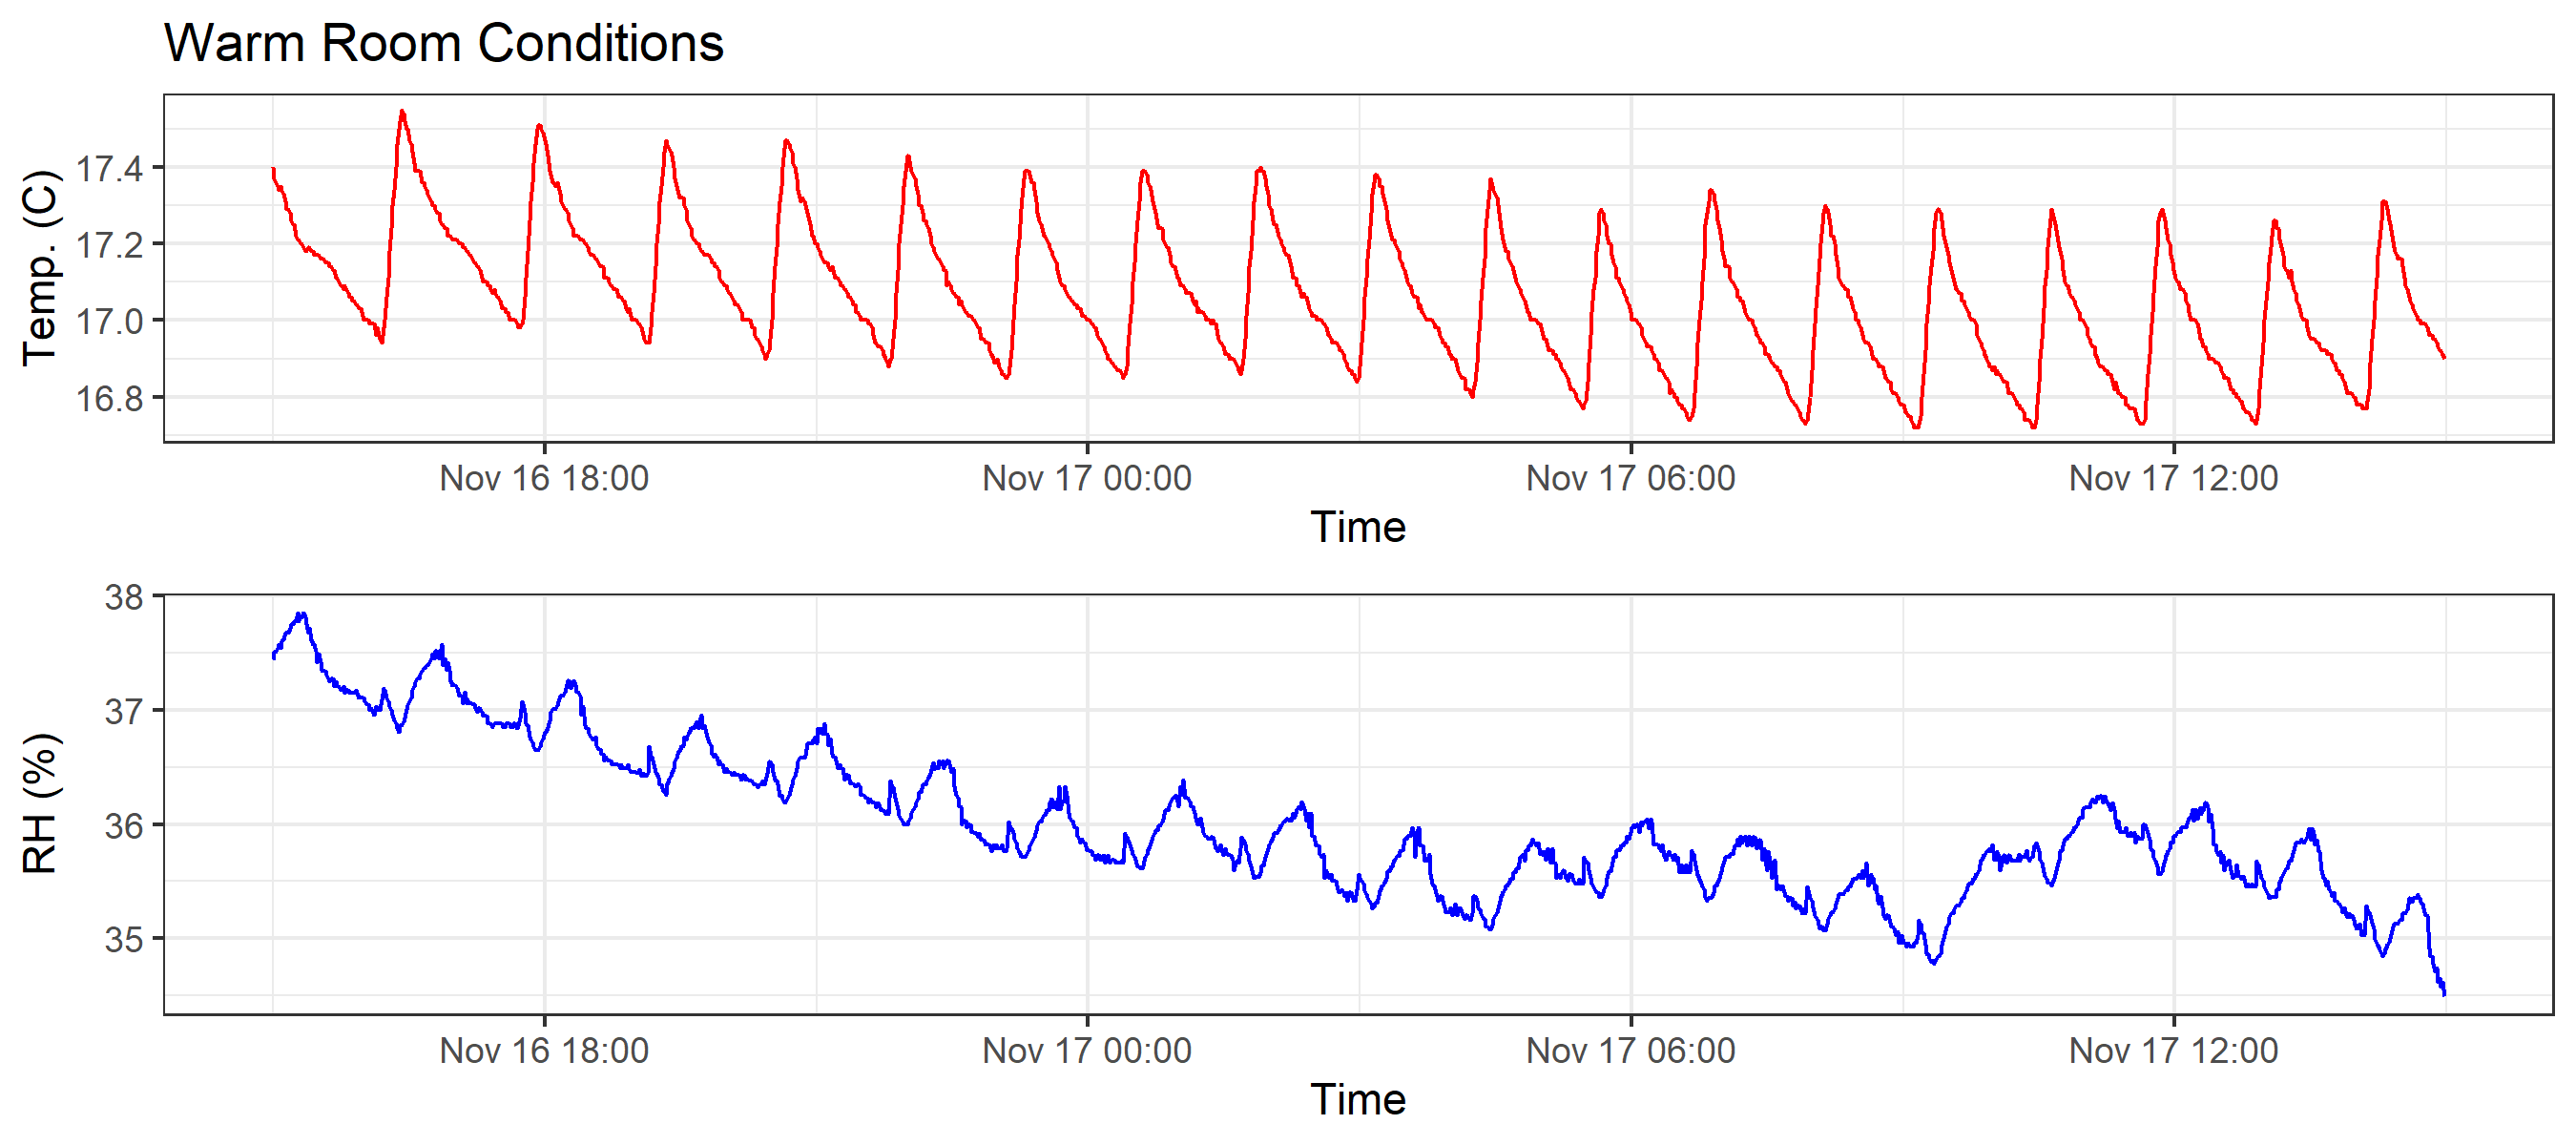 Warm Room Conditions
Temp. (C)
17.4
17.2
17.0
16.8
Nov 16 18:00 Nov 17 00:00 Nov 17 06:00 Nov 17 12:00
Time
RH (%)
38
37
36
35
Nov 16 18:00 Nov 17 00:00 Nov 17 06:00 Nov 17 12:00
Time